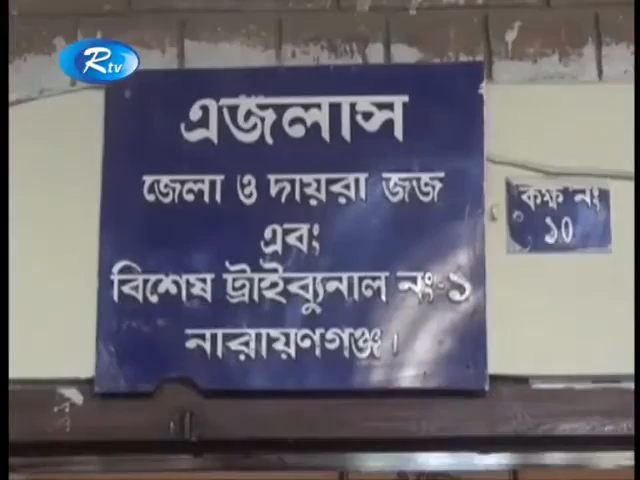 Rtv
এজলাস
জেলা ও দায়রা জজ
এবং
বিশেষ ট্রাইব্যুনাল নং-১
নারায়ণগঞ্জ।
কক্ষ নং
১০